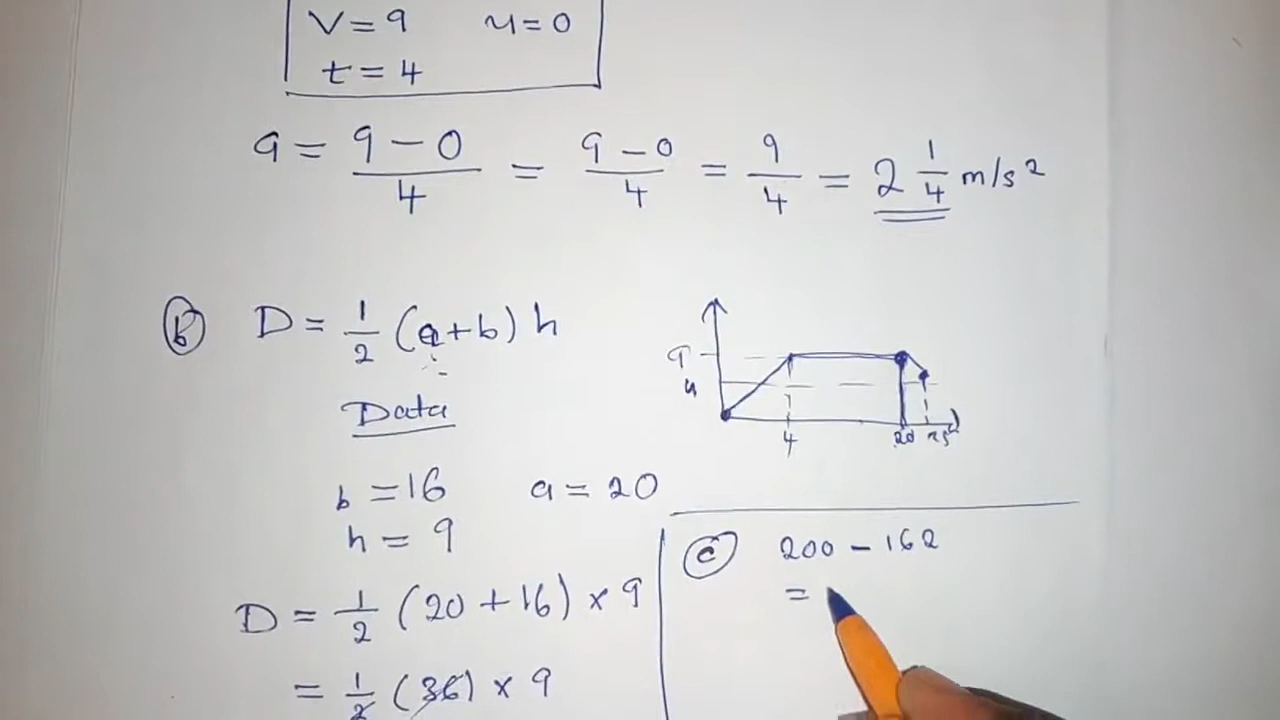 V = 9 u = 0
t = 4
a = 9 - 0 / 4 = 9 - 0 / 4 = 9 / 4 = 2 1/4 m/s²
(b) D = 1/2 (a + b) h
Data
b = 16 a = 20
h = 9
D = 1/2 (20 + 16) × 9
= 1/2 (36) × 9
9
4
20
(c) 200 - 162
=